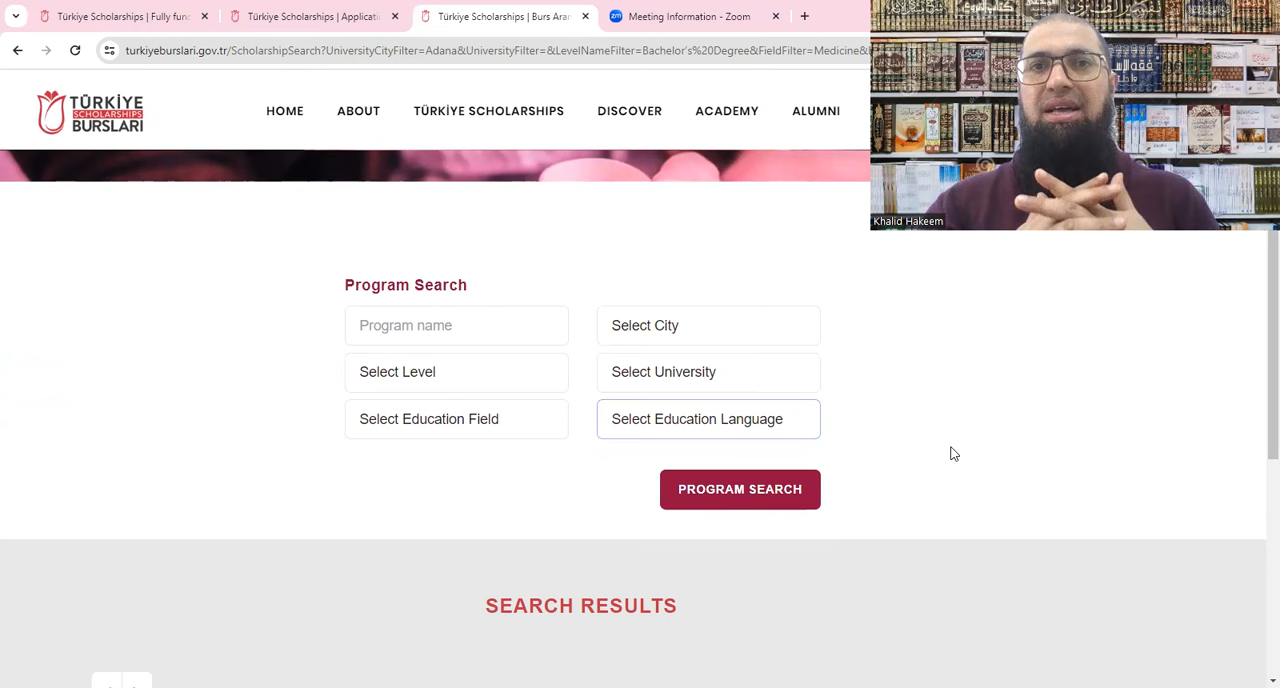 Türkiye Scholarships | Fully func
Türkiye Scholarships | Applicati
Türkiye Scholarships | Burs Aran
zm
Meeting Information - Zoom
turkiyeburslari.gov.tr/ScholarshipSearch?UniversityCityFilter=Adana&UniversityFilter=&LevelNameFilter=Bachelor's%20Degree&FieldFilter=Medicine&
TÜRKİYE
SCHOLARSHIPS
BURSLARI
HOME
ABOUT
TÜRKİYE SCHOLARSHIPS
DISCOVER
ACADEMY
ALUMNI
Khalid Hakeem
Program Search
Program name
Select City
Select Level
Select University
Select Education Field
Select Education Language
PROGRAM SEARCH
SEARCH RESULTS